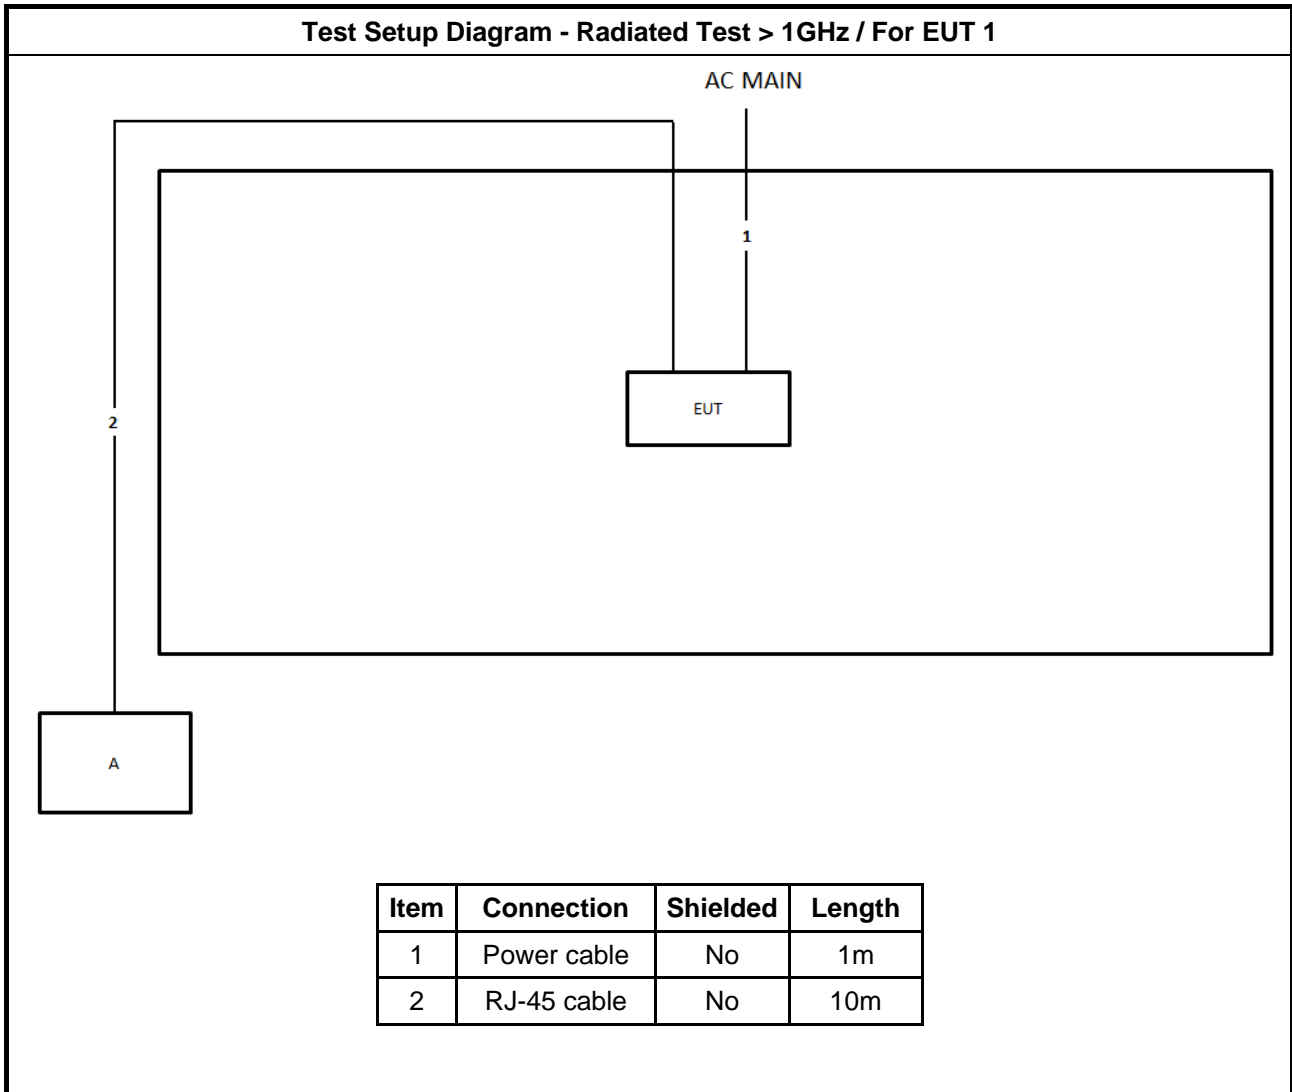 Test Setup Diagram - Radiated Test > 1GHz / For EUT 1
AC MAIN
1
EUT
2
A
Item Connection Shielded Length
1 Power cable No 1m
2 RJ-45 cable No 10m